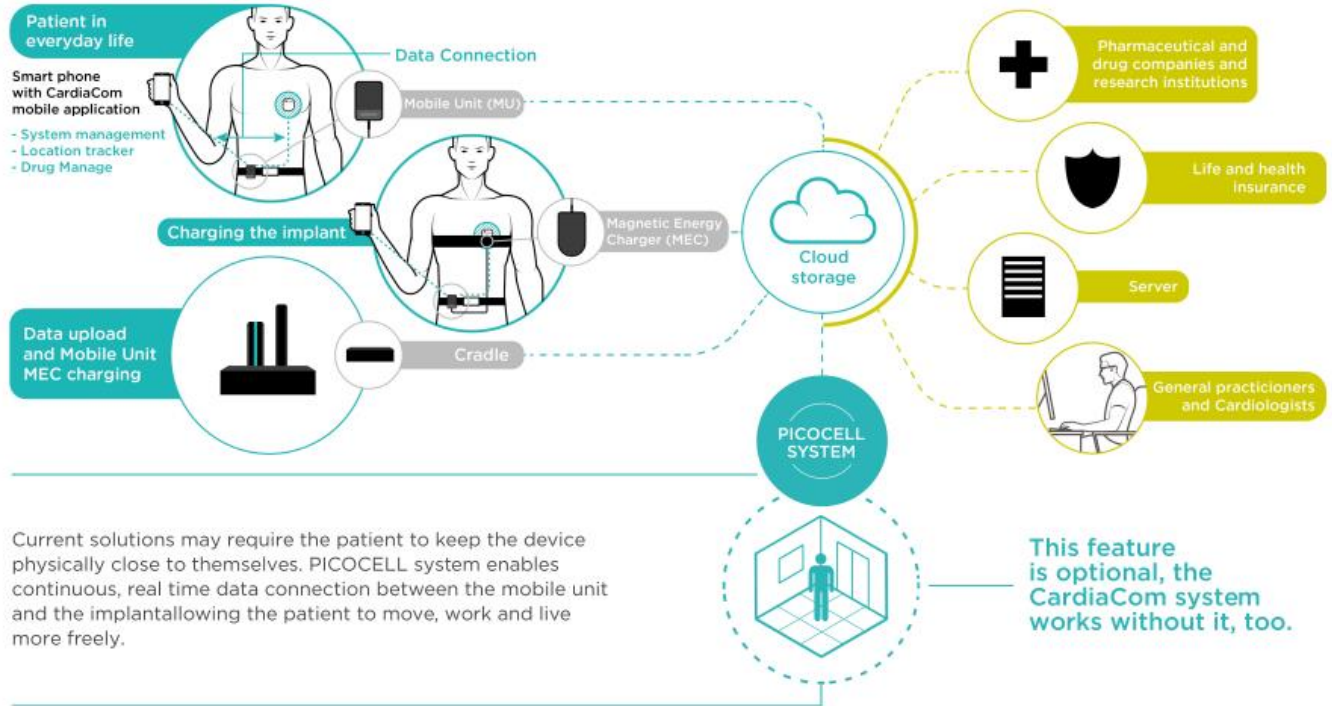 Patient in
everyday life
Smart phone
with CardiaCom
mobile application
- System management
- Location tracker
- Drug Manage
Data Connection
Mobile Unit (MU)
Charging the implant
Magnetic Energy
Charger (MEC)
Data upload
and Mobile Unit
MEC charging
Cradle
Cloud
storage
Pharmaceutical and
drug companies and
research institutions
Life and health
insurance
Server
General practicioners
and Cardiologists
PICOCELL
SYSTEM
Current solutions may require the patient to keep the device
physically close to themselves. PICOCELL system enables
continuous, real time data connection between the mobile unit
and the implantallowing the patient to move, work and live
more freely.
This feature
is optional, the
CardiaCom system
works without it, too.